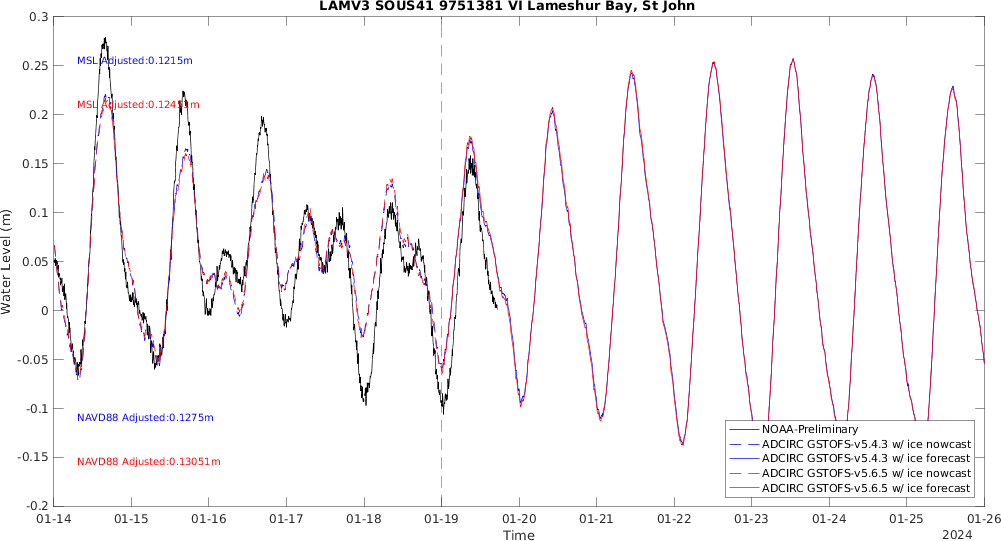 LAMV3 SOUS41 9751381 VI Lameshur Bay, St John
0.3
0.25
0.2
0.15
0.1
0.05
0
-0.05
-0.1
-0.15
-0.2
Water Level (m)
MSL Adjusted:0.1215m
NAVD88 Adjusted:0.1275m
NAVD88 Adjusted:0.13051m
NOAA-Preliminary
ADCIRC GSTOFS-v5.4.3 w/ ice nowcast
ADCIRC GSTOFS-v5.4.3 w/ ice forecast
ADCIRC GSTOFS-v5.6.5 w/ ice nowcast
ADCIRC GSTOFS-v5.6.5 w/ ice forecast
01-14 01-15 01-16 01-17 01-18 01-19 01-20 01-21 01-22 01-23 01-24 01-25 01-26
Time
2024